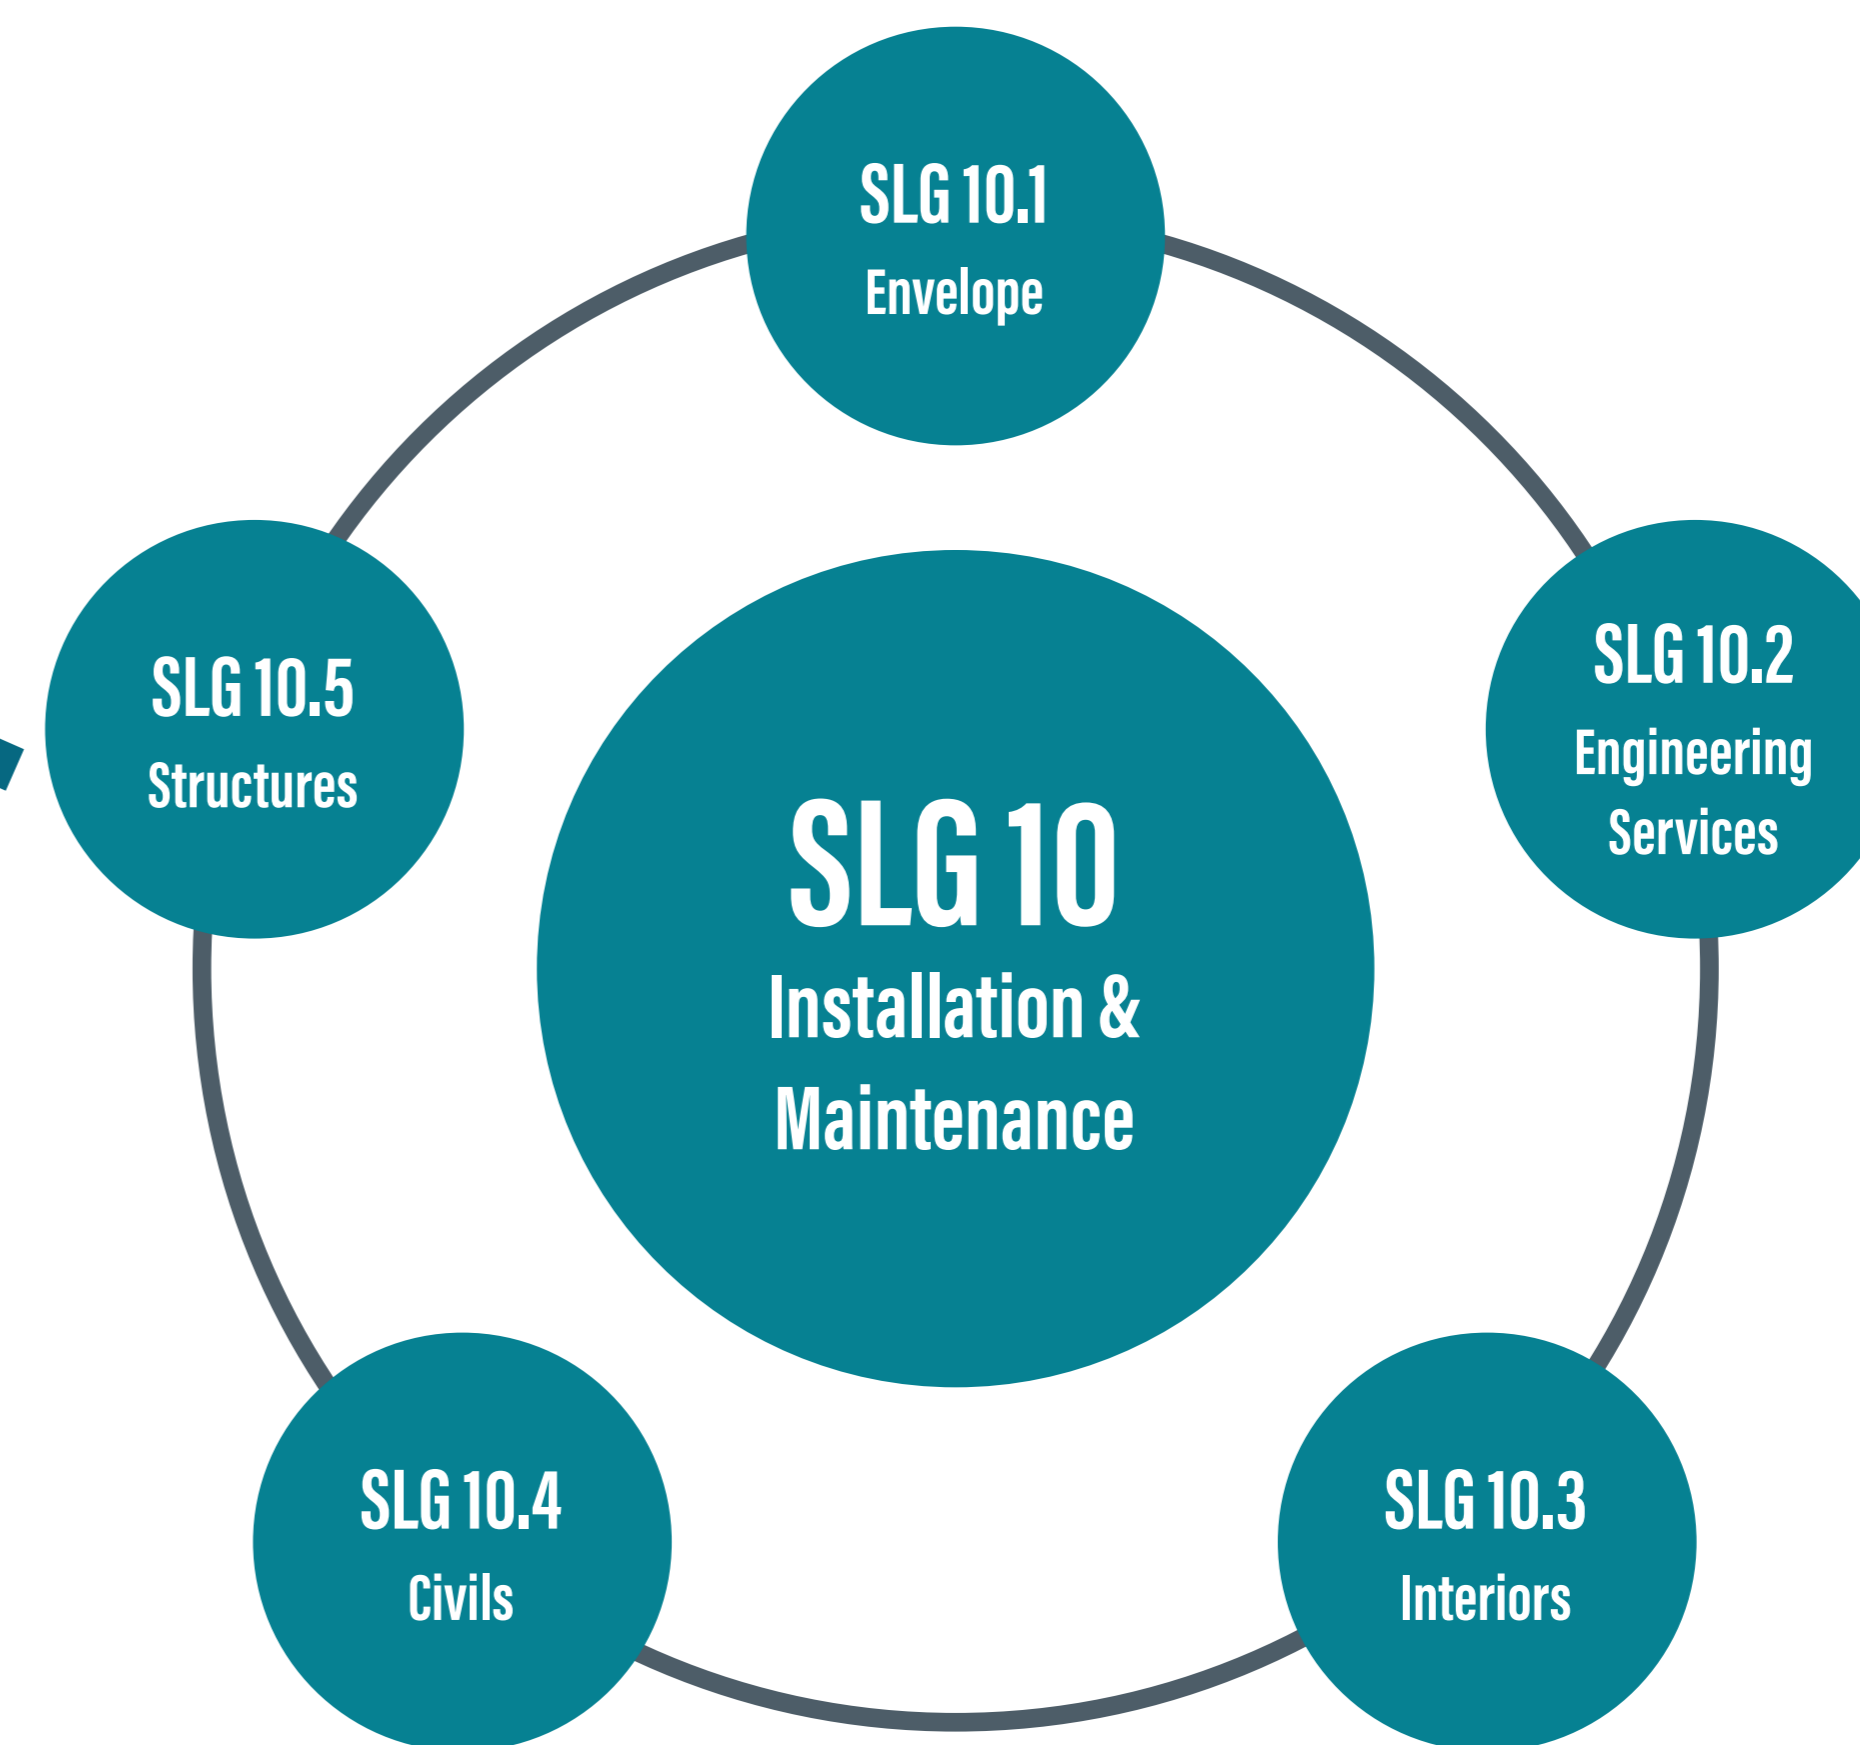 SLG 10.1
Envelope
SLG 10.2
Engineering
Services
SLG 10.5
Structures
SLG 10
Installation &
Maintenance
SLG 10.4
Civils
SLG 10.3
Interiors